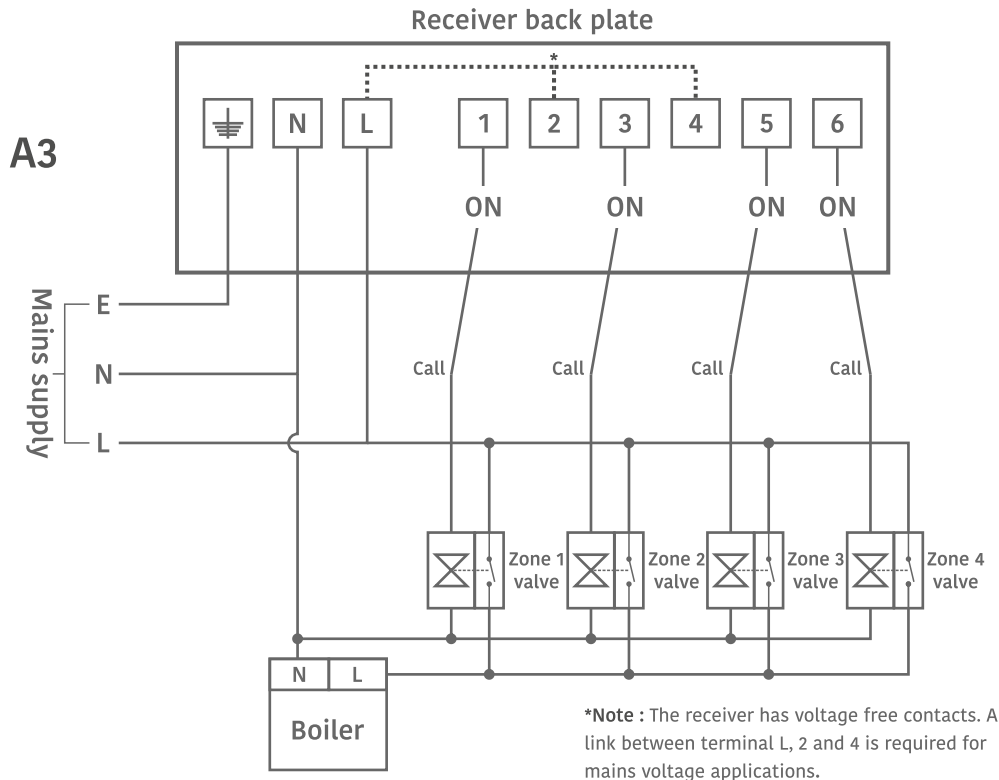 Receiver back plate
*
N L 1 2 3 4 5 6
A3
ON ON ON ON
Mains supply
E
N
L
Call Call Call Call
Zone 1
valve
Zone 2
valve
Zone 3
valve
Zone 4
valve
N L
Boiler
*Note : The receiver has voltage free contacts. A
link between terminal L, 2 and 4 is required for
mains voltage applications.